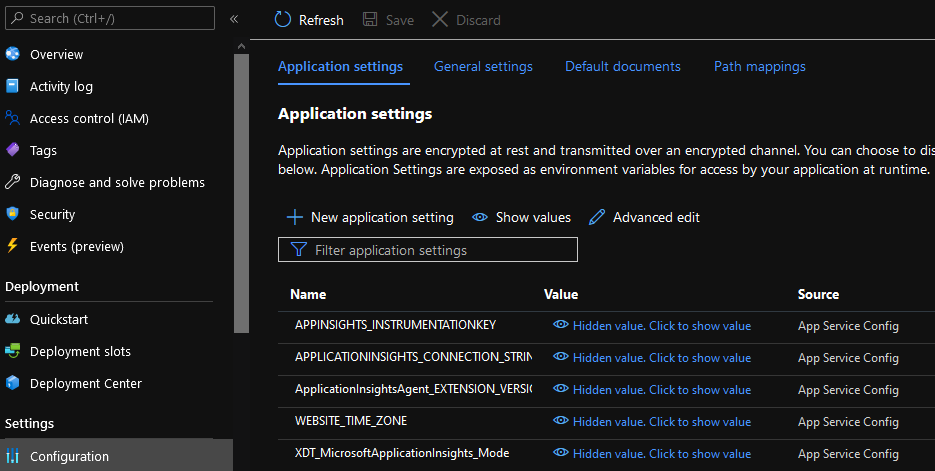 Search (Ctrl+/)
«
Overview
Activity log
Access control (IAM)
Tags
Diagnose and solve problems
Security
Events (preview)
Deployment
Quickstart
Deployment slots
Deployment Center
Settings
Configuration
Refresh
Save
Discard
Application settings
General settings
Default documents
Path mappings
Application settings
Application settings are encrypted at rest and transmitted over an encrypted channel. You can choose to dis
below. Application Settings are exposed as environment variables for access by your application at runtime.
New application setting
Show values
Advanced edit
Filter application settings
Name Value Source
APPINSIGHTS_INSTRUMENTATIONKEY Hidden value. Click to show value App Service Config
APPLICATIONINSIGHTS_CONNECTION_STRIN Hidden value. Click to show value App Service Config
ApplicationInsightsAgent_EXTENSION_VERSI Hidden value. Click to show value App Service Config
WEBSITE_TIME_ZONE Hidden value. Click to show value App Service Config
XDT_MicrosoftApplicationInsights_Mode Hidden value. Click to show value App Service Config